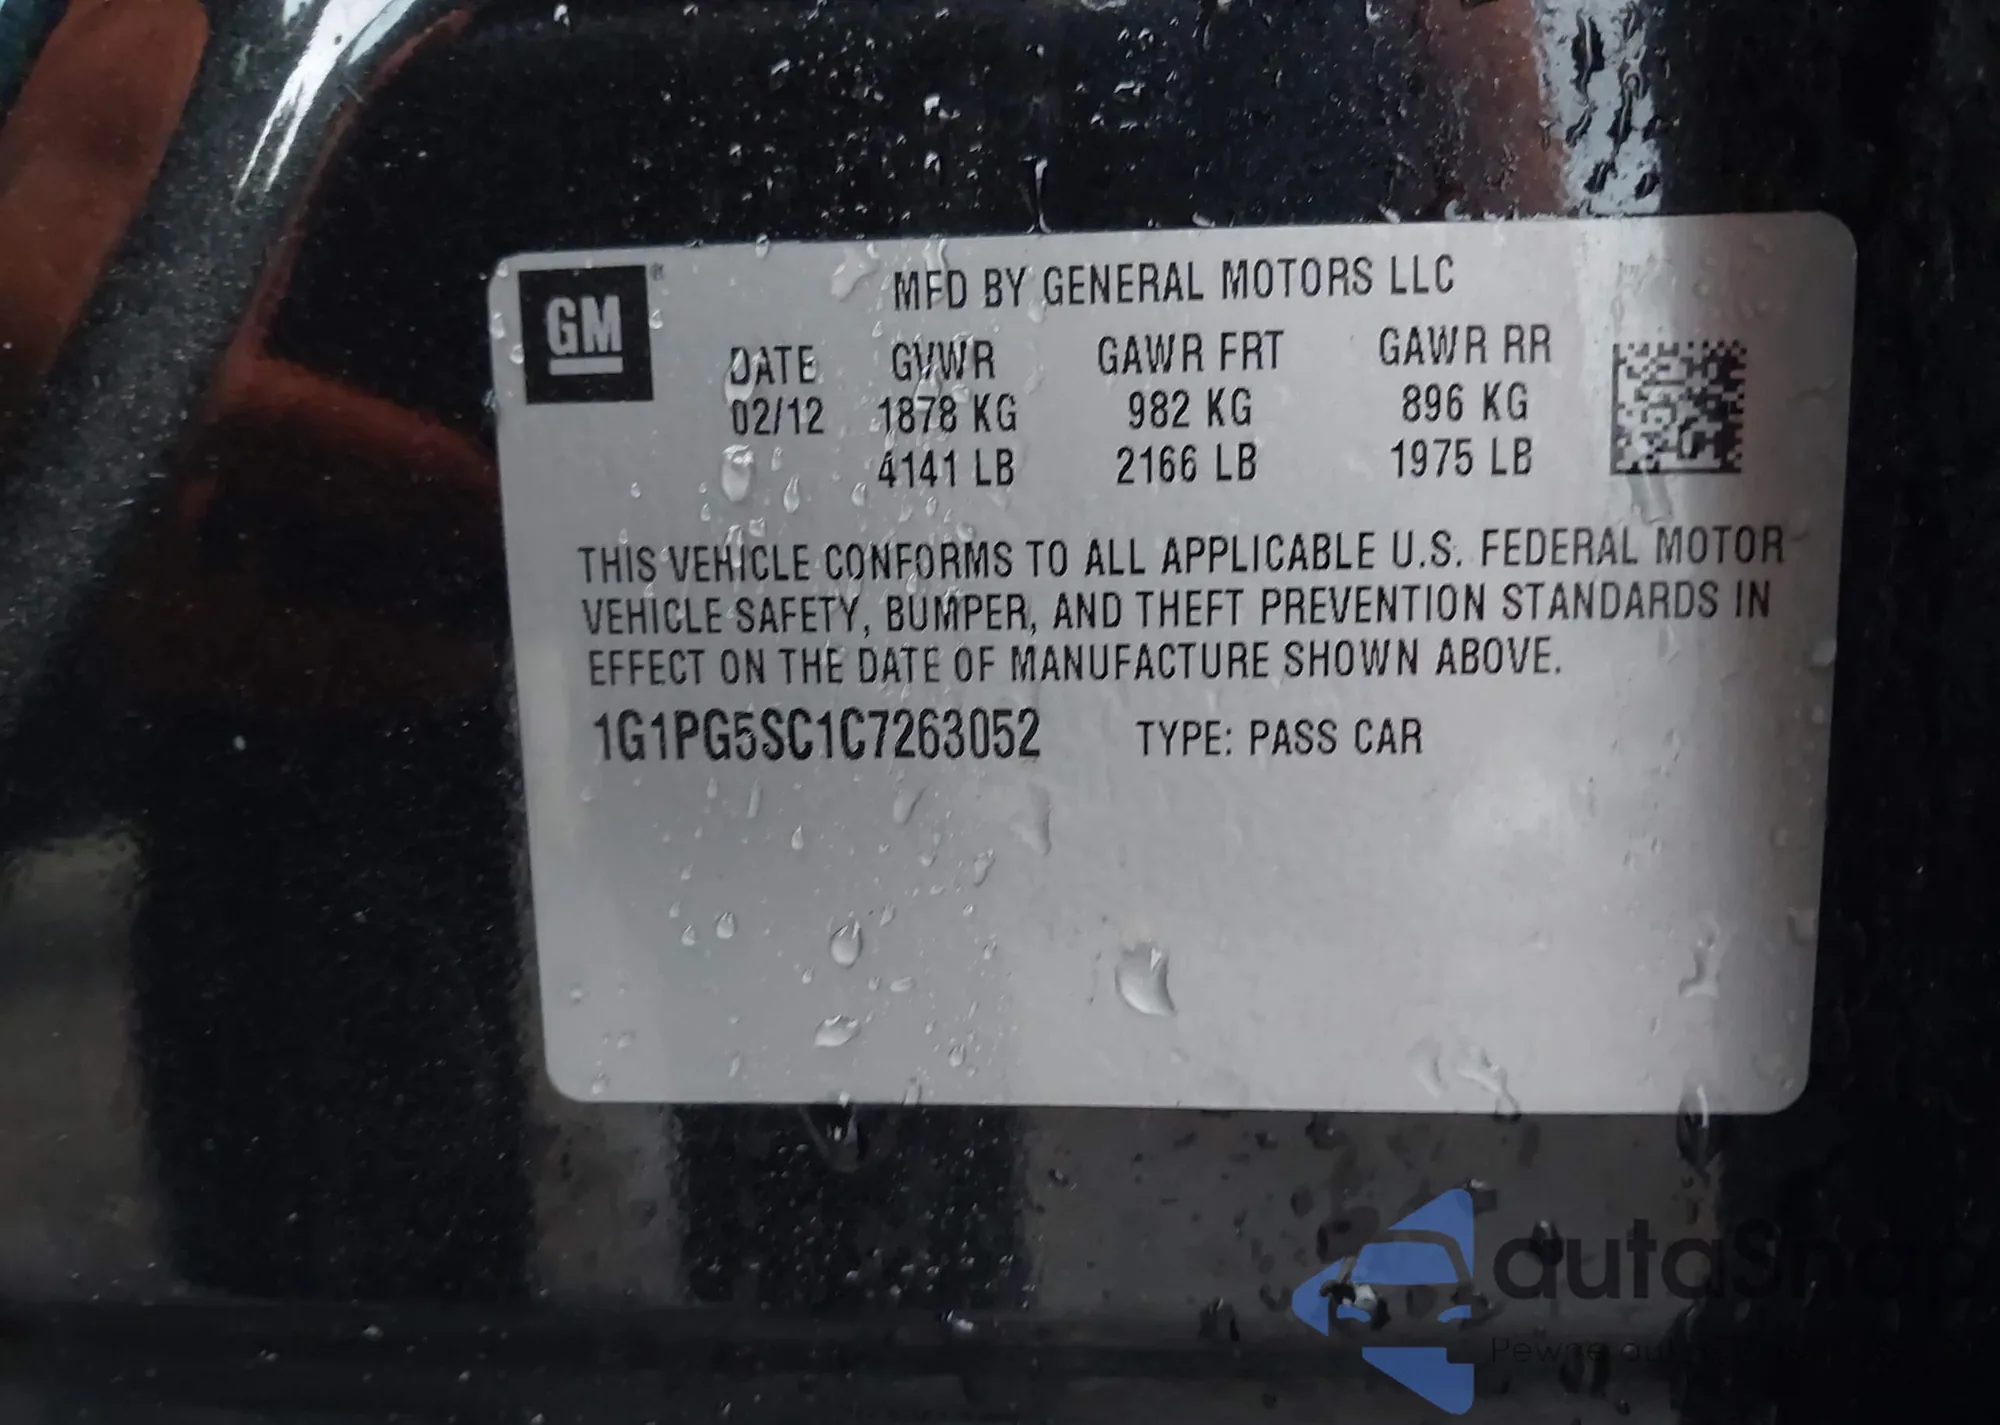 GM ®
MFD BY GENERAL MOTORS LLC
DATE GVWR GAWR FRT GAWR RR
02/12 1878 KG 982 KG 896 KG
4141 LB 2166 LB 1975 LB
THIS VEHICLE CONFORMS TO ALL APPLICABLE U.S. FEDERAL MOTOR
VEHICLE SAFETY, BUMPER, AND THEFT PREVENTION STANDARDS IN
EFFECT ON THE DATE OF MANUFACTURE SHOWN ABOVE.
1G1PG5SC1C7263052 TYPE: PASS CAR
autaSnap
Pewne